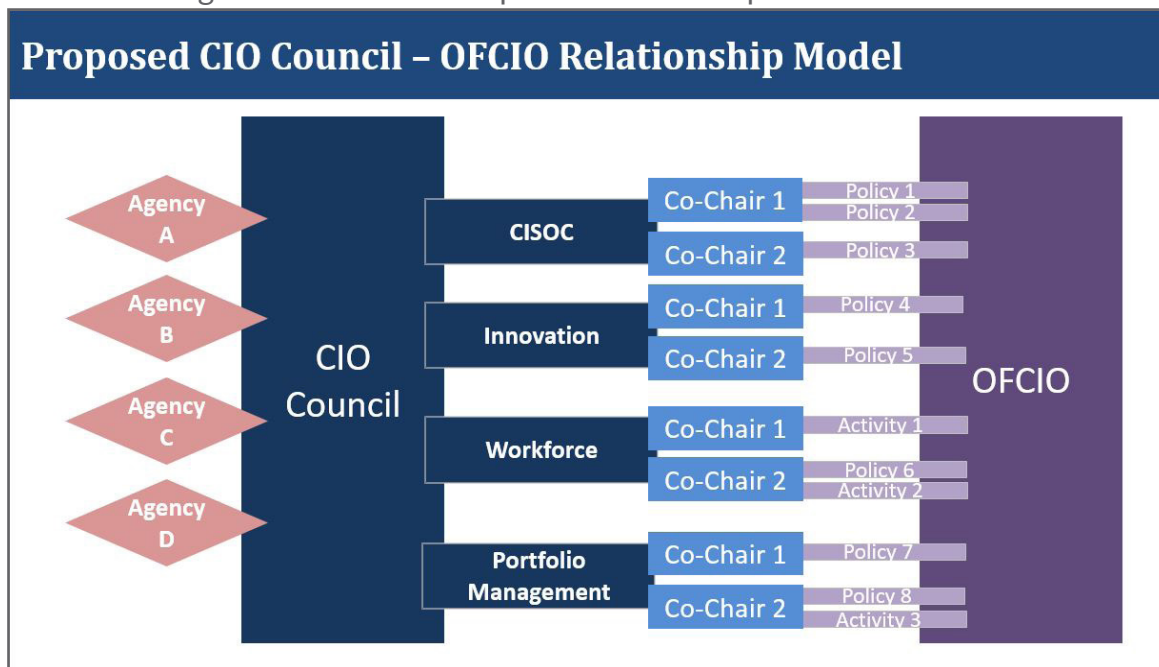 Proposed CIO Council – OFCIO Relationship Model
Agency
A
Agency
B
Agency
C
Agency
D
CIO
Council
CISOC
Co-Chair 1
Policy 1
Policy 2
Co-Chair 2
Policy 3
Innovation
Co-Chair 1
Policy 4
Co-Chair 2
Policy 5
Workforce
Co-Chair 1
Activity 1
Co-Chair 2
Policy 6
Activity 2
Portfolio
Management
Co-Chair 1
Policy 7
Co-Chair 2
Policy 8
Activity 3
OFCIO